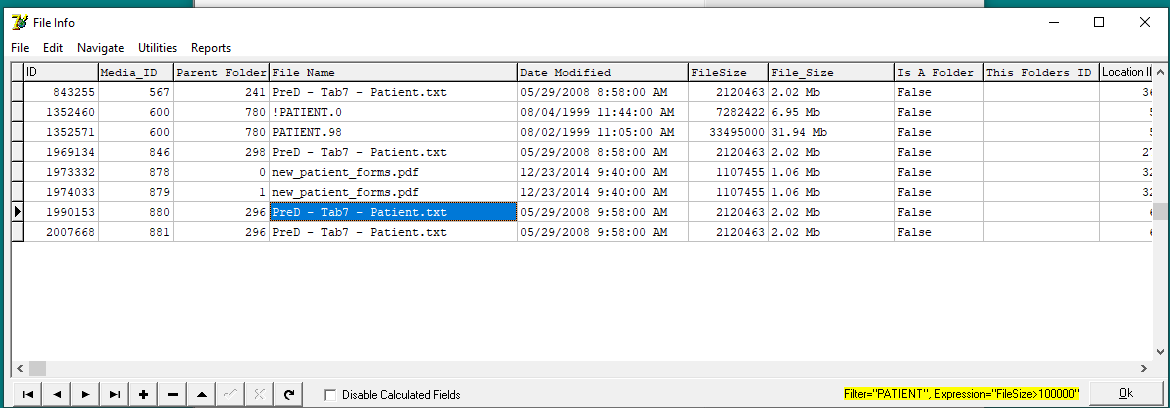 File Info
File Edit Navigate Utilities Reports
ID Media_ID Parent Folder File Name Date Modified FileSize File_Size Is A Folder This Folders ID Location
843255 567 241 PreD - Tab7 - Patient.txt 05/29/2008 8:58:00 AM 2120463 2.02 Mb False
1352460 600 780 !PATIENT.0 08/04/1999 11:44:00 AM 7282422 6.95 Mb False
1352571 600 780 PATIENT.98 08/02/1999 11:05:00 AM 33495000 31.94 Mb False
1969134 846 298 PreD - Tab7 - Patient.txt 05/29/2008 8:58:00 AM 2120463 2.02 Mb False
1973332 878 0 new_patient_forms.pdf 12/23/2014 9:40:00 AM 1107455 1.06 Mb False
1974033 879 1 new_patient_forms.pdf 12/23/2014 9:40:00 AM 1107455 1.06 Mb False
1990153 880 296 PreD - Tab7 - Patient.txt 05/29/2008 9:58:00 AM 2120463 2.02 Mb False
2007668 881 296 PreD - Tab7 - Patient.txt 05/29/2008 9:58:00 AM 2120463 2.02 Mb False
Disable Calculated Fields Filter="PATIENT", Expression="FileSize>100000" Ok